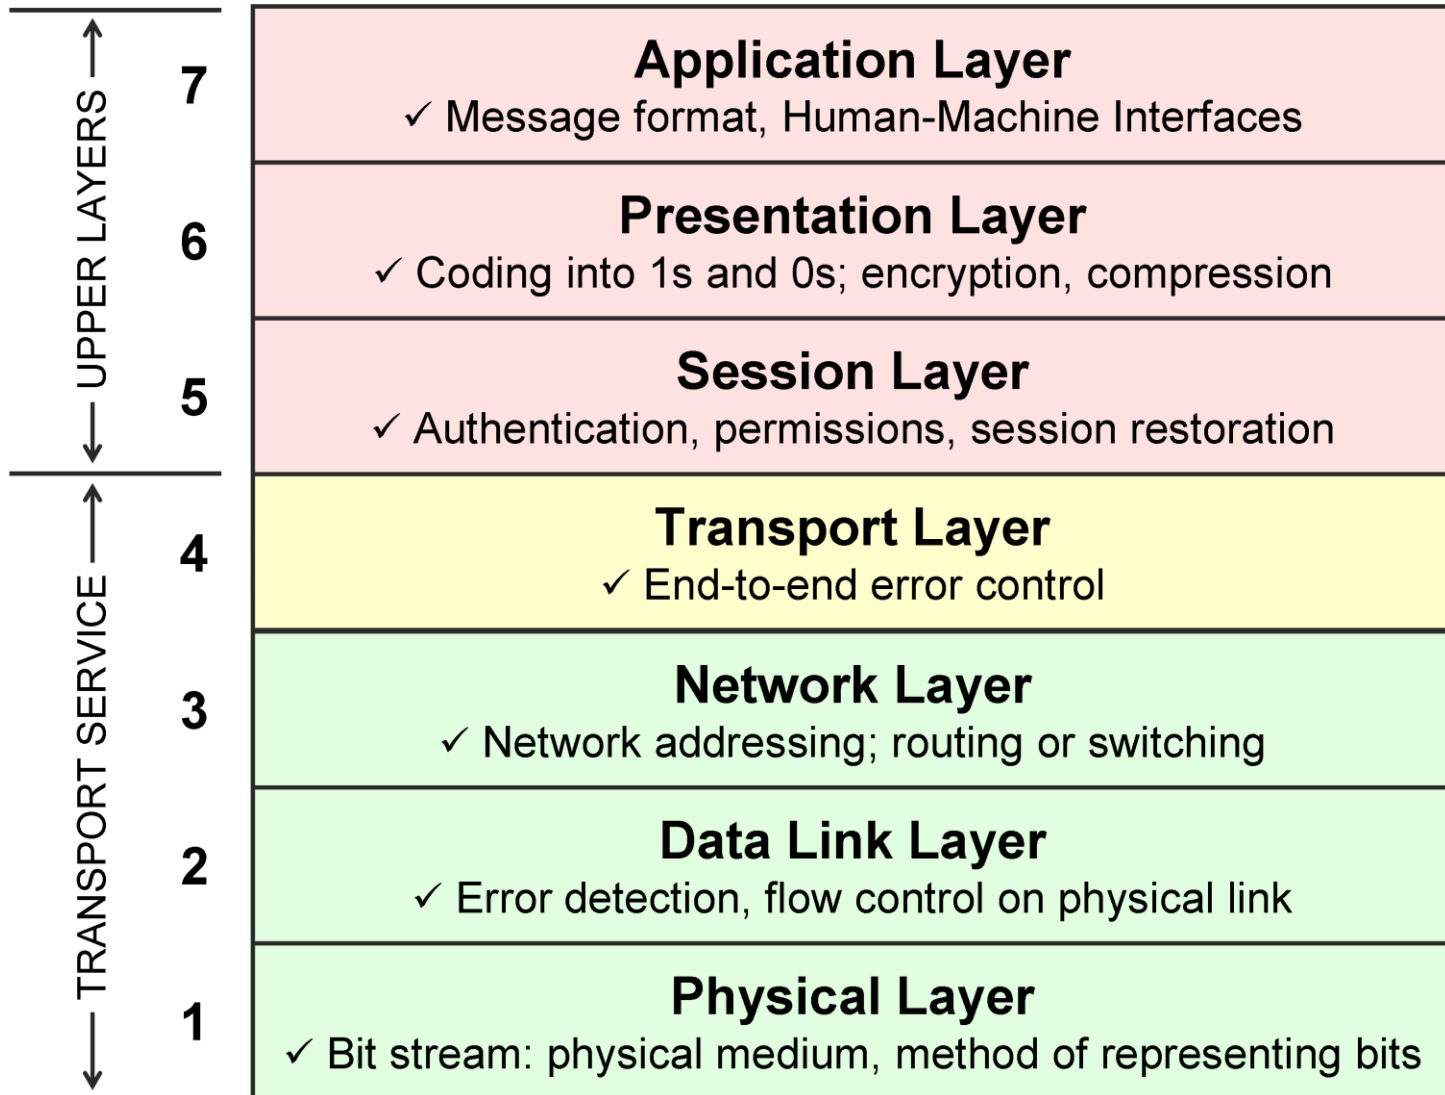 UPPER LAYERS
7
Application Layer
✓ Message format, Human-Machine Interfaces
6
Presentation Layer
✓ Coding into 1s and 0s; encryption, compression
5
Session Layer
✓ Authentication, permissions, session restoration
TRANSPORT SERVICE
4
Transport Layer
✓ End-to-end error control
3
Network Layer
✓ Network addressing; routing or switching
2
Data Link Layer
✓ Error detection, flow control on physical link
1
Physical Layer
✓ Bit stream: physical medium, method of representing bits